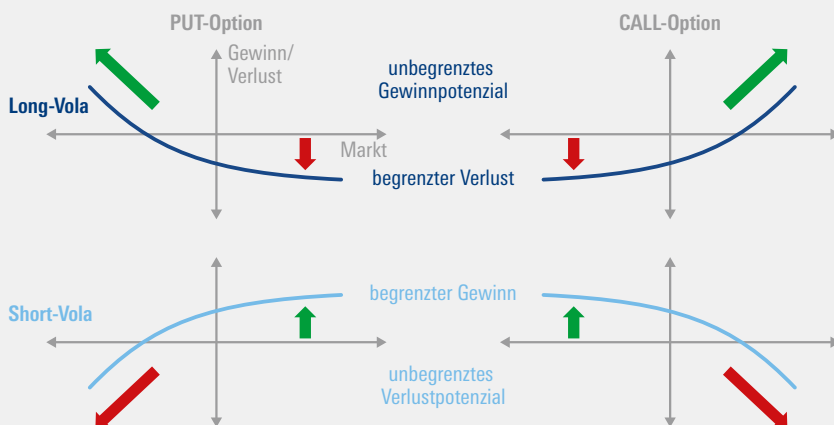 PUT-Option
CALL-Option
Gewinn/
Verlust
unbegrenztes
Gewinnpotenzial
Long-Vola
Markt
begrenzter Verlust
begrenzter Gewinn
Short-Vola
unbegrenztes
Verlustpotenzial